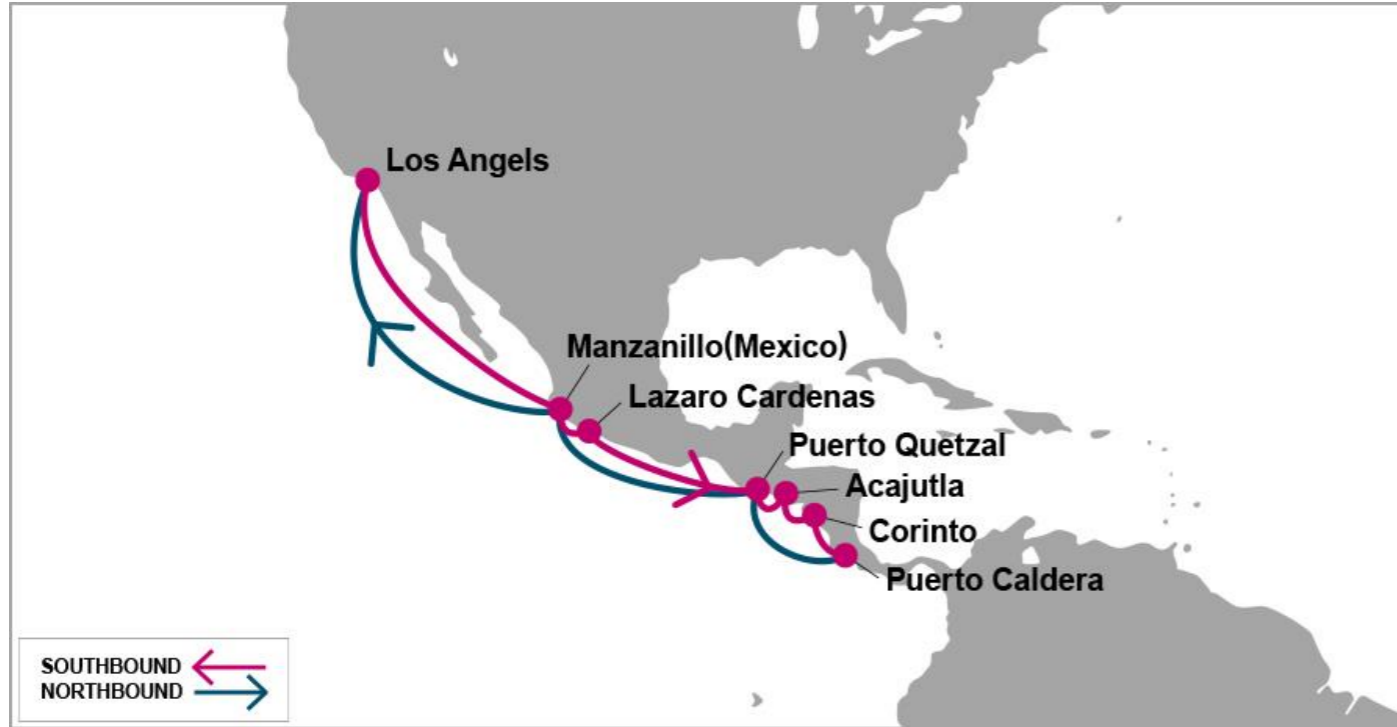 Los Angels
Manzanillo(Mexico)
Lazaro Cardenas
Puerto Quetzal
Acajutla
Corinto
Puerto Caldera
SOUTHBOUND
NORTHBOUND